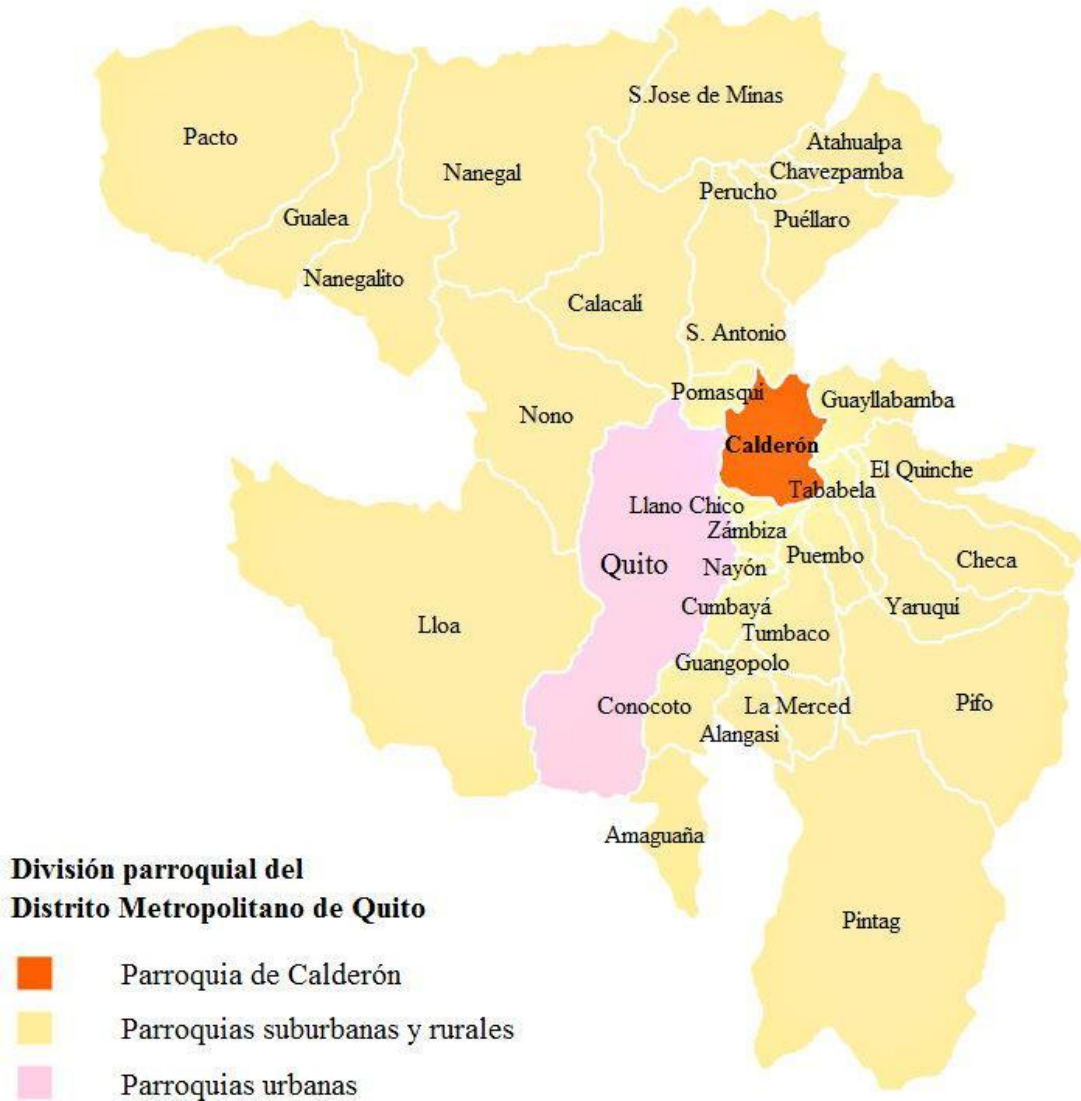 S.Jose de Minas
Pacto
Atahualpa
Nanegal
Chavezpamba
Perucho
Gualea
Puéllaro
Nanegalito
Calacalí
S. Antonio
Pomasqui
Guayllabamba
Nono
Calderón
El Quinche
Tababela
Llano Chico
Zámbiza
Puembo
Checa
Quito
Nayón
Cumbayá
Yaruquí
Lloa
Tumbaco
Guangopolo
Conocoto
La Merced
Pifo
Alangasi
Amaguaña
Pintag
División parroquial del
Distrito Metropolitano de Quito
Parroquia de Calderón
Parroquias suburbanas y rurales
Parroquias urbanas